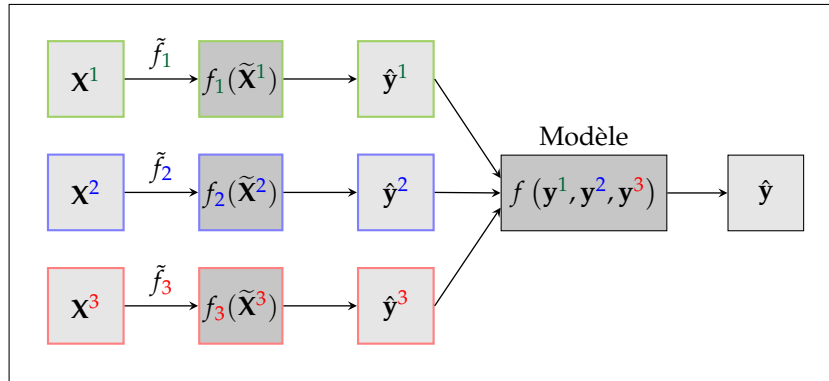 f̃₁
𝐗¹ f₁(𝐗̃¹) ŷ¹
Modèle
f̃₂
𝐗² f₂(𝐗̃²) ŷ² f (𝐲¹, 𝐲², 𝐲³) ŷ
f̃₃
𝐗³ f₃(𝐗̃³) ŷ³